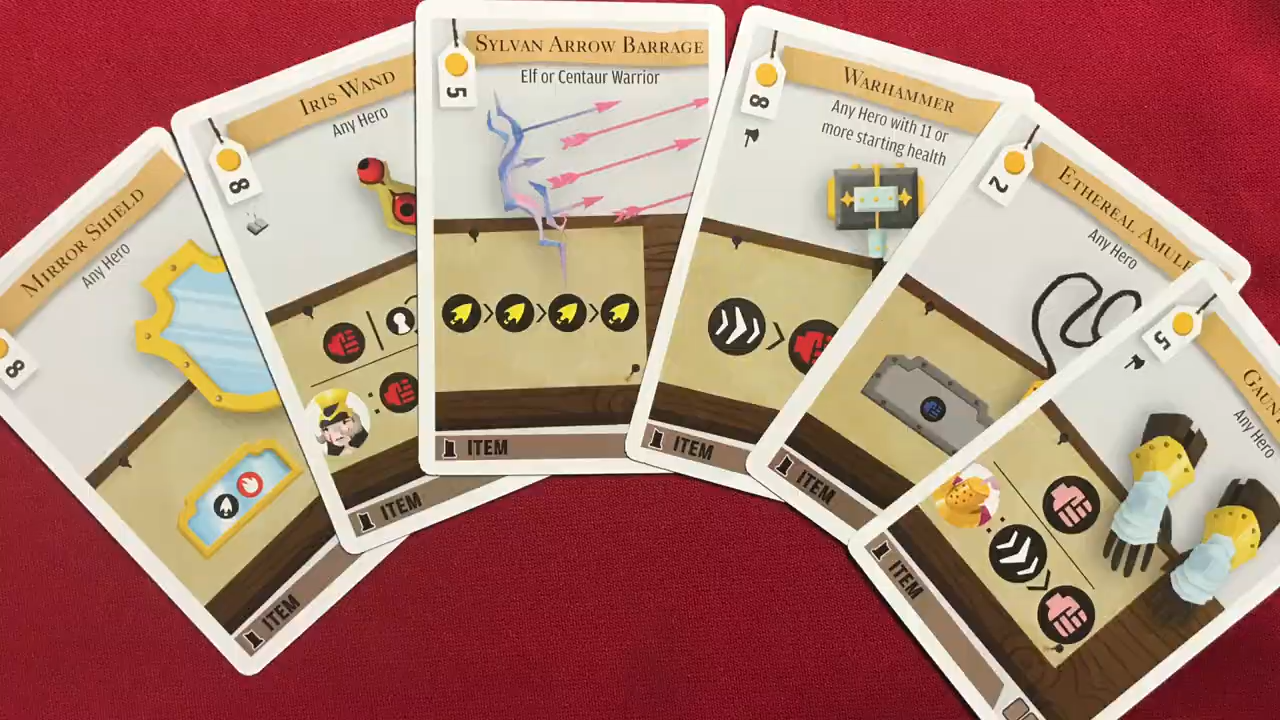 MIRROR SHIELD
Any Hero
8
IRIS WAND
Any Hero
8
ITEM
ITEM
SYLVAN ARROW BARRAGE
Elf or Centaur Warrior
5
ITEM
WARHAMMER
Any Hero with 11 or
more starting health
8
ITEM
ETHEREAL AMULE
Any Hero
2
ITEM
GAUN
Any Hero
5
ITEM